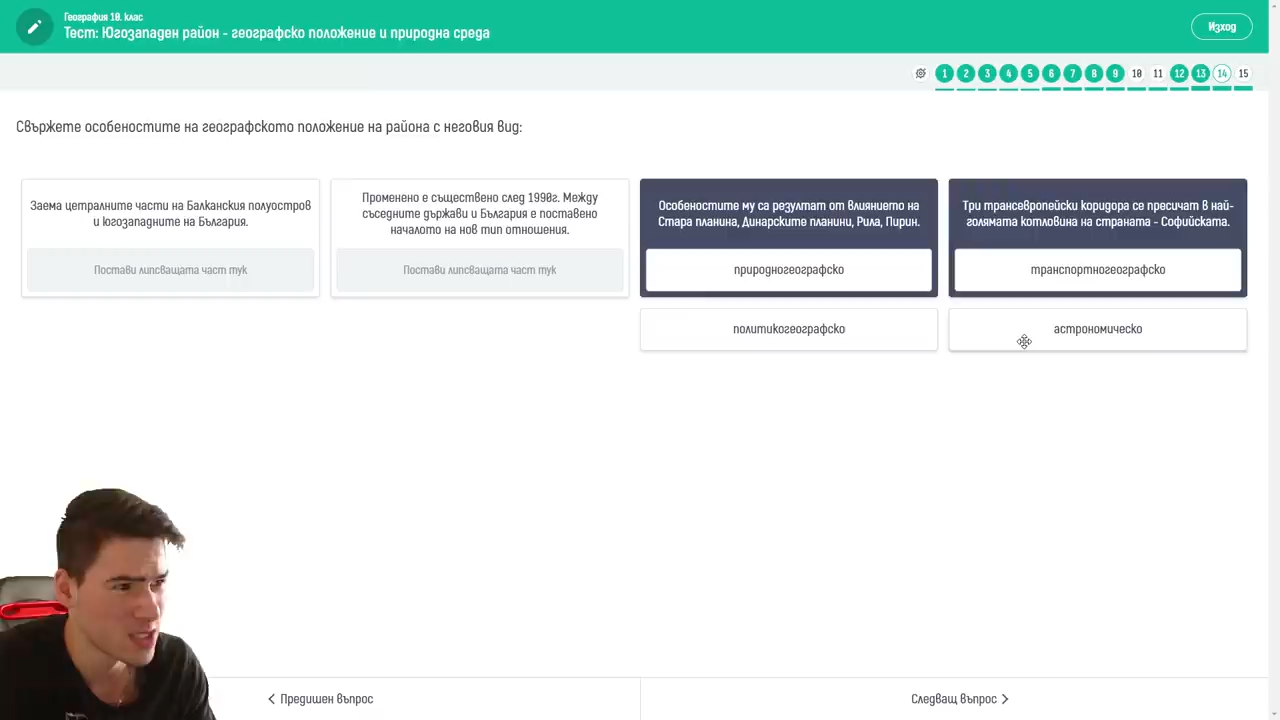 География 10. клас
Тест: Югозападен район - географско положение и природна среда
Изход
1 2 3 4 5 6 7 8 9 10 11 12 13 14 15
Свържете особеностите на географското положение на района с неговия вид:
Заема цетралните части на Балканския полуостров
и югозападните на България.
Постави липсващата част тук
Променено е съществено след 1990г. Между
съседните държави и България е поставено
началото на нов тип отношения.
Постави липсващата част тук
Особеностите му са резултат от влиянието на
Стара планина, Динарските планини, Рила, Пирин.
природногеографско
Три трансевропейски коридора се пресичат в най-
голямата котловина на страната - Софийската.
транспортногеографско
политикогеографско
астрономическо
Предишен въпрос
Следващ въпрос